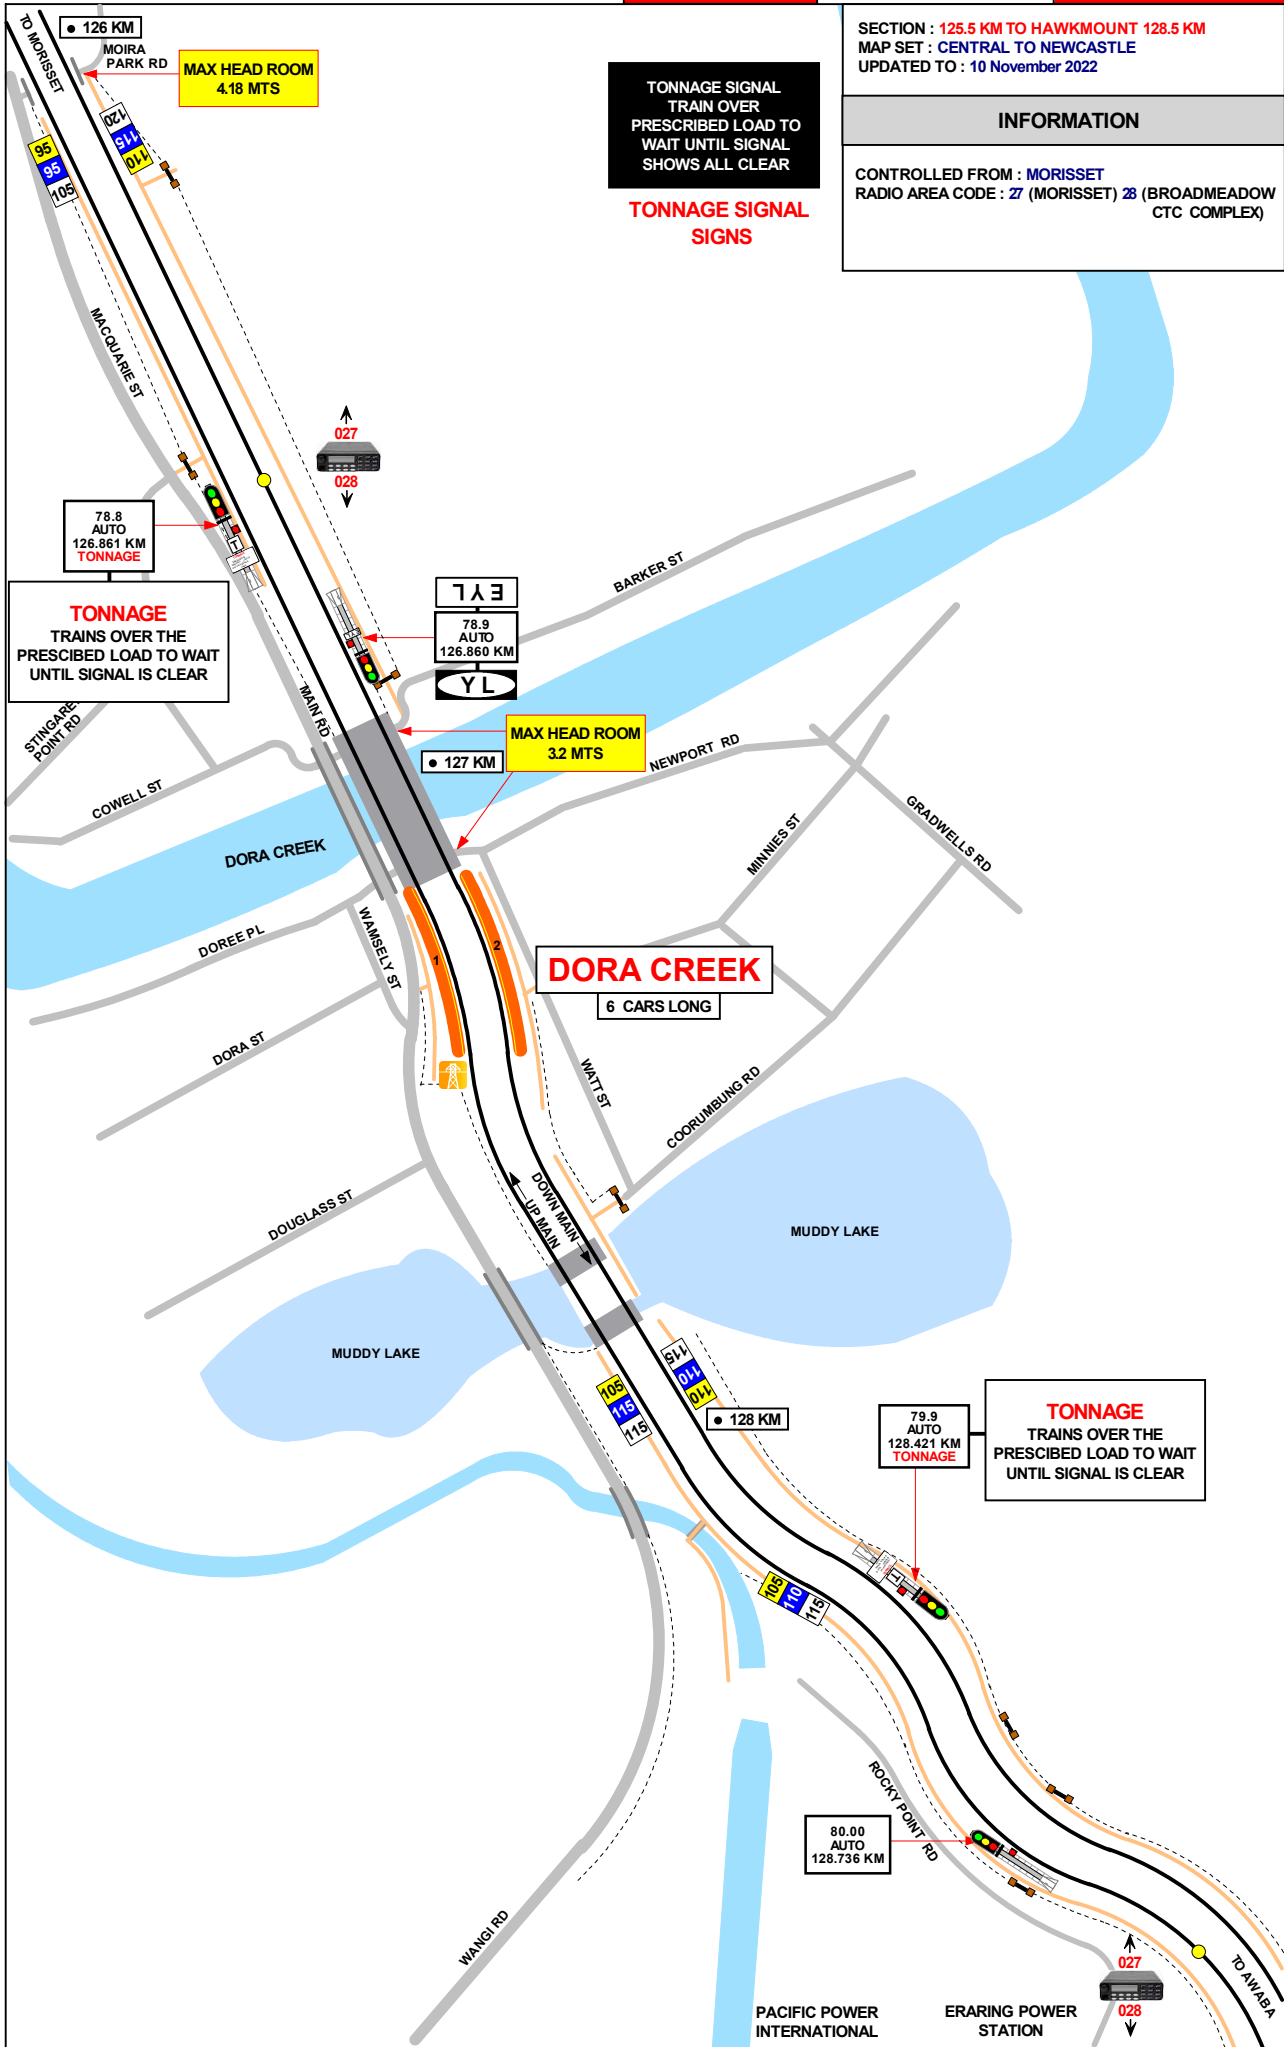 SECTION : 125.5 KM TO HAWKMOUNT 128.5 KM
MAP SET : CENTRAL TO NEWCASTLE
UPDATED TO : 10 November 2022
INFORMATION
CONTROLLED FROM : MORISSET
RADIO AREA CODE : 27 (MORISSET) 28 (BROADMEADOW
CTC COMPLEX)
TONNAGE SIGNAL
TRAIN OVER
PRESCRIBED LOAD TO
WAIT UNTIL SIGNAL
SHOWS ALL CLEAR
TONNAGE SIGNAL
SIGNS
TO MORISSET
126 KM
MOIRA
PARK RD
MAX HEAD ROOM
4.18 MTS
120
115
110
95
95
105
MACQUARIE ST
027
028
78.8
AUTO
126.861 KM
TONNAGE
T
TONNAGE
TRAINS OVER THE
PRESCIBED LOAD TO WAIT
UNTIL SIGNAL IS CLEAR
EYL
78.9
AUTO
126.860 KM
YL
BARKER ST
MAIN RD
STINGAREE
POINT RD
COWELL ST
MAX HEAD ROOM
3.2 MTS
127 KM
NEWPORT RD
GRADWELLS RD
MINNIES ST
DORA CREEK
DOREE PL
WAMSELY ST
1
2
DORA CREEK
6 CARS LONG
DORA ST
WATT ST
COORUMBUNG RD
DOUGLASS ST
DOWN MAIN
UP MAIN
MUDDY LAKE
MUDDY LAKE
115
110
110
105
115
115
128 KM
79.9
AUTO
128.421 KM
TONNAGE
TONNAGE
TRAINS OVER THE
PRESCIBED LOAD TO WAIT
UNTIL SIGNAL IS CLEAR
T
105
110
115
ROCKY POINT RD
80.00
AUTO
128.736 KM
WANGI RD
027
028
TO AWABA
PACIFIC POWER
INTERNATIONAL
ERARING POWER
STATION